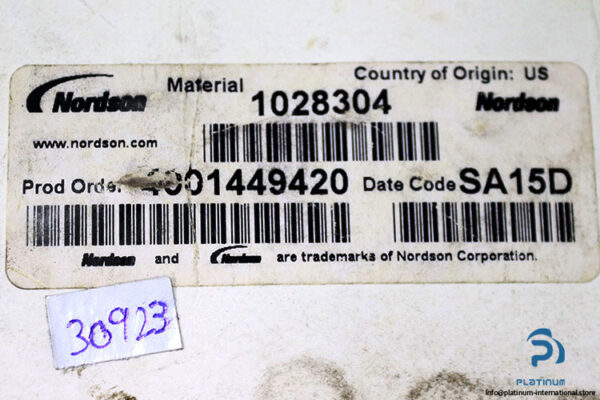 Country of Origin: US
Nordson Material 1028304 Nordson
www.nordson.com
Prod Order 4001449420 Date Code SA15D
Nordson and Nordson are trademarks of Nordson Corporation.
30923
PLATINUM
info@platinum-international.store